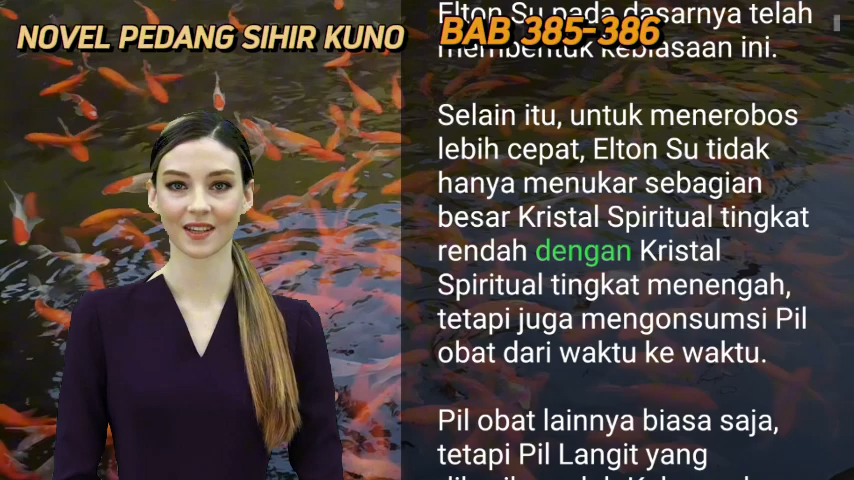 NOVEL PEDANG SIHIR KUNO
BAB 385-386
Elton Su pada dasarnya telah
membentuk kebiasaan ini.
Selain itu, untuk menerobos
lebih cepat, Elton Su tidak
hanya menukar sebagian
besar Kristal Spiritual tingkat
rendah dengan Kristal
Spiritual tingkat menengah,
tetapi juga mengonsumsi Pil
obat dari waktu ke waktu.
Pil obat lainnya biasa saja,
tetapi Pil Langit yang